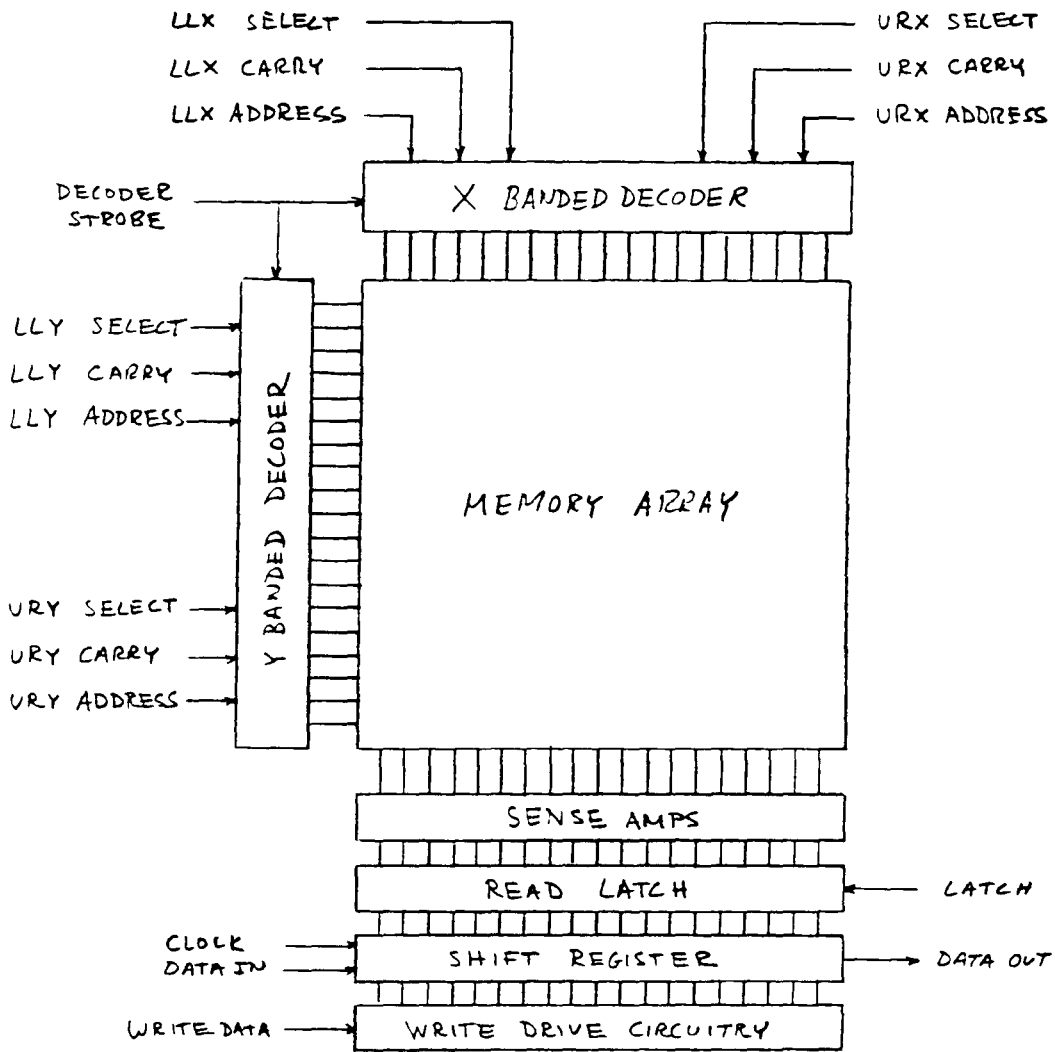 LLX SELECT
URX SELECT
LLX CARRY
URX CARRY
LLX ADDRESS
URX ADDRESS
DECODER
STROBE
X BANDED DECODER
LLY SELECT
LLY CARRY
LLY ADDRESS
Y BANDED DECODER
MEMORY ARRAY
URY SELECT
URY CARRY
URY ADDRESS
SENSE AMPS
READ LATCH
LATCH
CLOCK
DATA IN
SHIFT REGISTER
DATA OUT
WRITE DATA
WRITE DRIVE CIRCUITRY